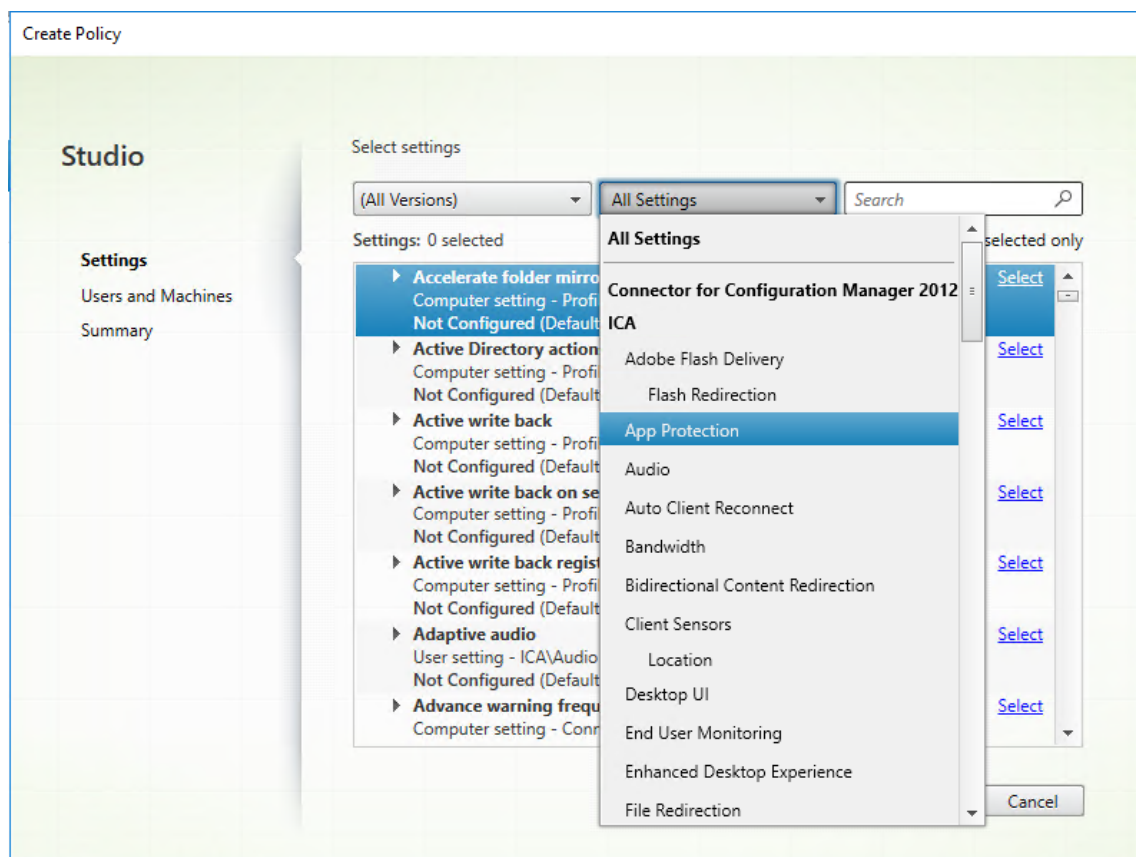 Create Policy
Studio
Settings
Users and Machines
Summary
Select settings
(All Versions)
All Settings
Search
Settings: 0 selected
selected only
Accelerate folder mirro
Computer setting - Profi
Not Configured (Default
Select
Active Directory action
Computer setting - Profi
Not Configured (Default
Select
Active write back
Computer setting - Profi
Not Configured (Default
Select
Active write back on se
Computer setting - Profi
Not Configured (Default
Select
Active write back regist
Computer setting - Profi
Not Configured (Default
Select
Adaptive audio
User setting - ICA\Audio
Not Configured (Default
Select
Advance warning frequ
Computer setting - Conn
Select
All Settings
Connector for Configuration Manager 2012
ICA
Adobe Flash Delivery
Flash Redirection
App Protection
Audio
Auto Client Reconnect
Bandwidth
Bidirectional Content Redirection
Client Sensors
Location
Desktop UI
End User Monitoring
Enhanced Desktop Experience
File Redirection
Cancel